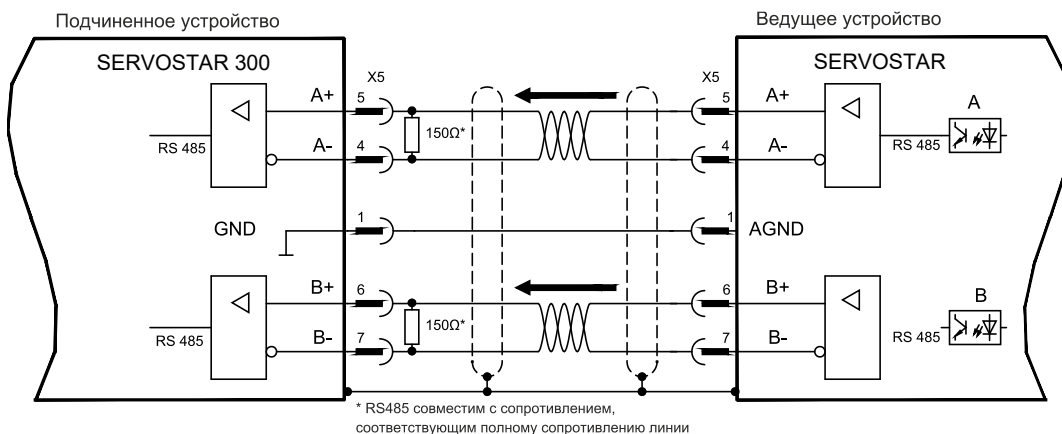 Подчиненное устройство
Ведущее устройство
SERVOSTAR 300
SERVOSTAR
X5
X5
A+
5
5
A+
A
150Ω*
RS 485
RS 485
A-
4
4
A-
GND
1
1
AGND
B+
6
6
B+
B
150Ω*
RS 485
RS 485
B-
7
7
B-
* RS485 совместим с сопротивлением,
соответствующим полному сопротивлению линии